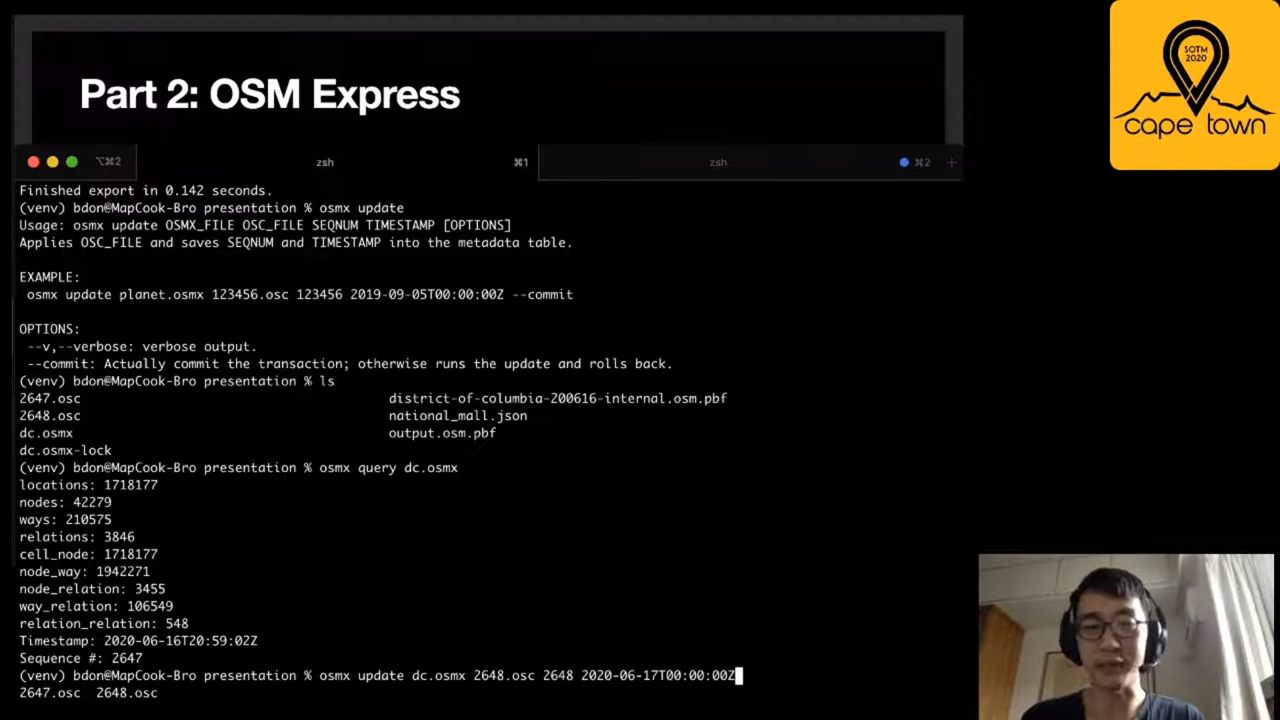 Part 2: OSM Express
SOTM
2020
cape town
⌥⌘2
zsh
⌘1
zsh
⌘2
+
Finished export in 0.142 seconds.
(venv) bdon@MapCook-Bro presentation % osmx update
Usage: osmx update OSMX_FILE OSC_FILE SEQNUM TIMESTAMP [OPTIONS]
Applies OSC_FILE and saves SEQNUM and TIMESTAMP into the metadata table.
EXAMPLE:
osmx update planet.osmx 123456.osc 123456 2019-09-05T00:00:00Z --commit
OPTIONS:
--v,--verbose: verbose output.
--commit: Actually commit the transaction; otherwise runs the update and rolls back.
(venv) bdon@MapCook-Bro presentation % ls
2647.osc district-of-columbia-200616-internal.osm.pbf
2648.osc national_mall.json
dc.osmx output.osm.pbf
dc.osmx-lock
(venv) bdon@MapCook-Bro presentation % osmx query dc.osmx
locations: 1718177
nodes: 42279
ways: 210575
relations: 3846
cell_node: 1718177
node_way: 1942271
node_relation: 3455
way_relation: 106549
relation_relation: 548
Timestamp: 2020-06-16T20:59:02Z
Sequence #: 2647
(venv) bdon@MapCook-Bro presentation % osmx update dc.osmx 2648.osc 2648 2020-06-17T00:00:00Z
2647.osc 2648.osc